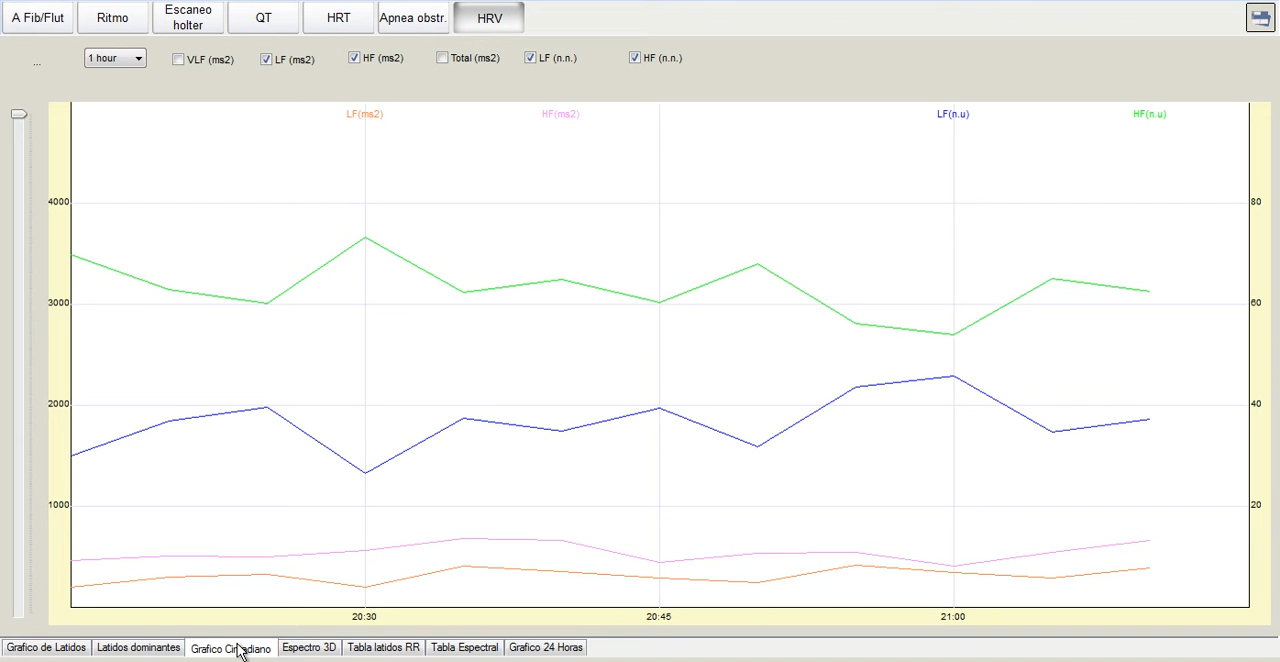 A Fib/Flut
Ritmo
Escaneo
holter
QT
HRT
Apnea obstr.
HRV
...
1 hour
VLF (ms2)
LF (ms2)
HF (ms2)
Total (ms2)
LF (n.n.)
HF (n.n.)
LF(ms2)
HF(ms2)
LF(n.u)
HF(n.u)
4000
80
3000
60
2000
40
1000
20
20:30
20:45
21:00
Grafico de Latidos
Latidos dominantes
Grafico Circadiano
Espectro 3D
Tabla latidos RR
Tabla Espectral
Grafico 24 Horas